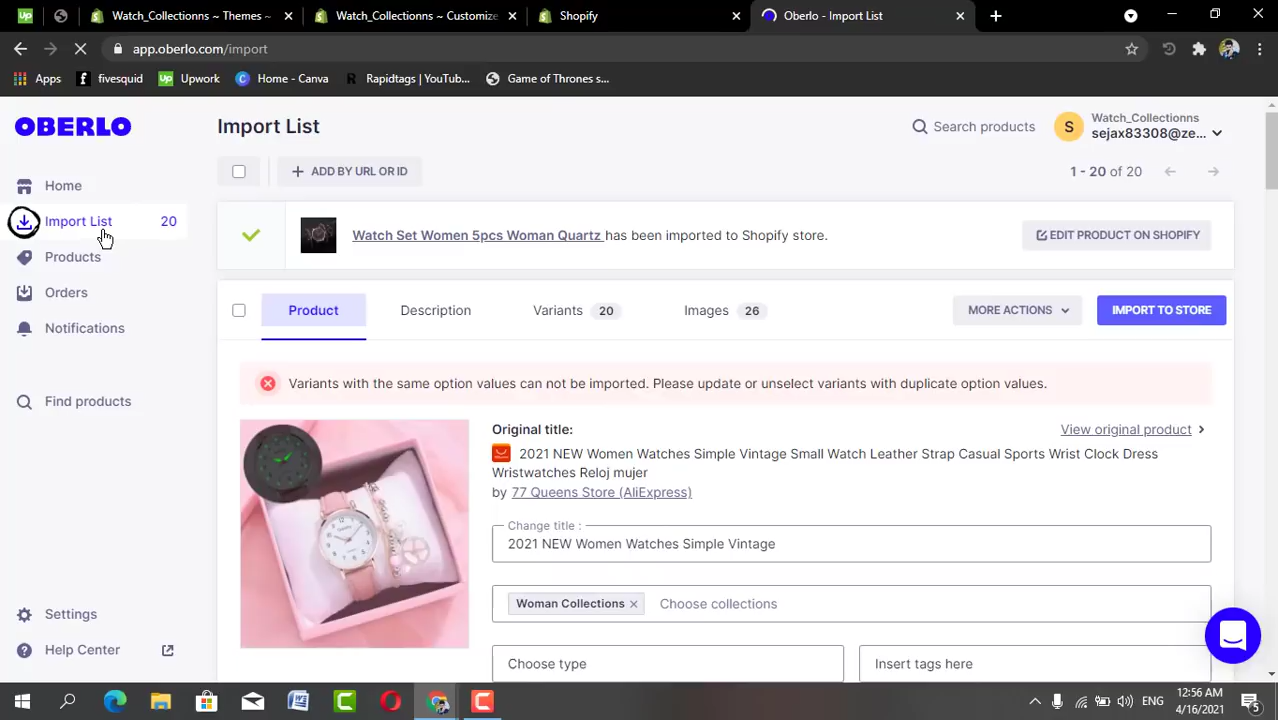 Watch_Collectionns ~ Themes ~
Watch_Collectionns ~ Customize
Shopify
Oberlo - Import List
app.oberlo.com/import
Apps
fivesquid
Upwork
Home - Canva
Rapidtags | YouTub...
Game of Thrones s...
OBERLO
Import List
Search products
S
Watch_Collectionns
sejax83308@ze...
Home
ADD BY URL OR ID
1 - 20 of 20
Import List 20
Watch Set Women 5pcs Woman Quartz has been imported to Shopify store.
EDIT PRODUCT ON SHOPIFY
Products
Orders
Notifications
Product
Description
Variants 20
Images 26
MORE ACTIONS
IMPORT TO STORE
Find products
Variants with the same option values can not be imported. Please update or unselect variants with duplicate option values.
Original title:
View original product
2021 NEW Women Watches Simple Vintage Small Watch Leather Strap Casual Sports Wrist Clock Dress
Wristwatches Reloj mujer
by 77 Queens Store (AliExpress)
Change title :
2021 NEW Women Watches Simple Vintage
Woman Collections
Choose collections
Settings
Help Center
Choose type
Insert tags here
ENG
12:56 AM
4/16/2021
5